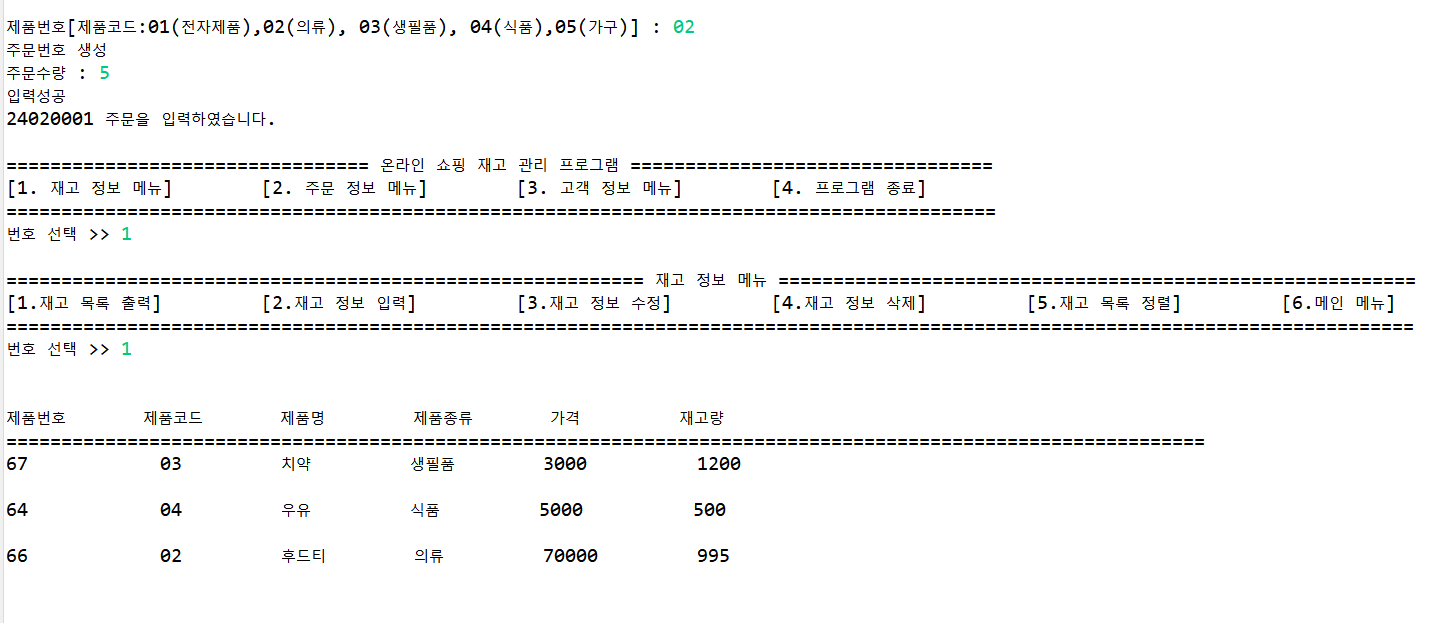 제품번호[제품코드:01(전자제품),02(의류), 03(생필품), 04(식품),05(가구)] : 02
주문번호 생성
주문수량 : 5
입력성공
24020001 주문을 입력하였습니다.
================================= 온라인 쇼핑 재고 관리 프로그램 =================================
[1. 재고 정보 메뉴] [2. 주문 정보 메뉴] [3. 고객 정보 메뉴] [4. 프로그램 종료]
==========================================================================================
번호 선택 >> 1
========================================================== 재고 정보 메뉴 ==========================================================
[1.재고 목록 출력] [2.재고 정보 입력] [3.재고 정보 수정] [4.재고 정보 삭제] [5.재고 목록 정렬] [6.메인 메뉴]
================================================================================================================================
번호 선택 >> 1
제품번호 제품코드 제품명 제품종류 가격 재고량
=============================================================================================================
67 03 치약 생필품 3000 1200
64 04 우유 식품 5000 500
66 02 후드티 의류 70000 995